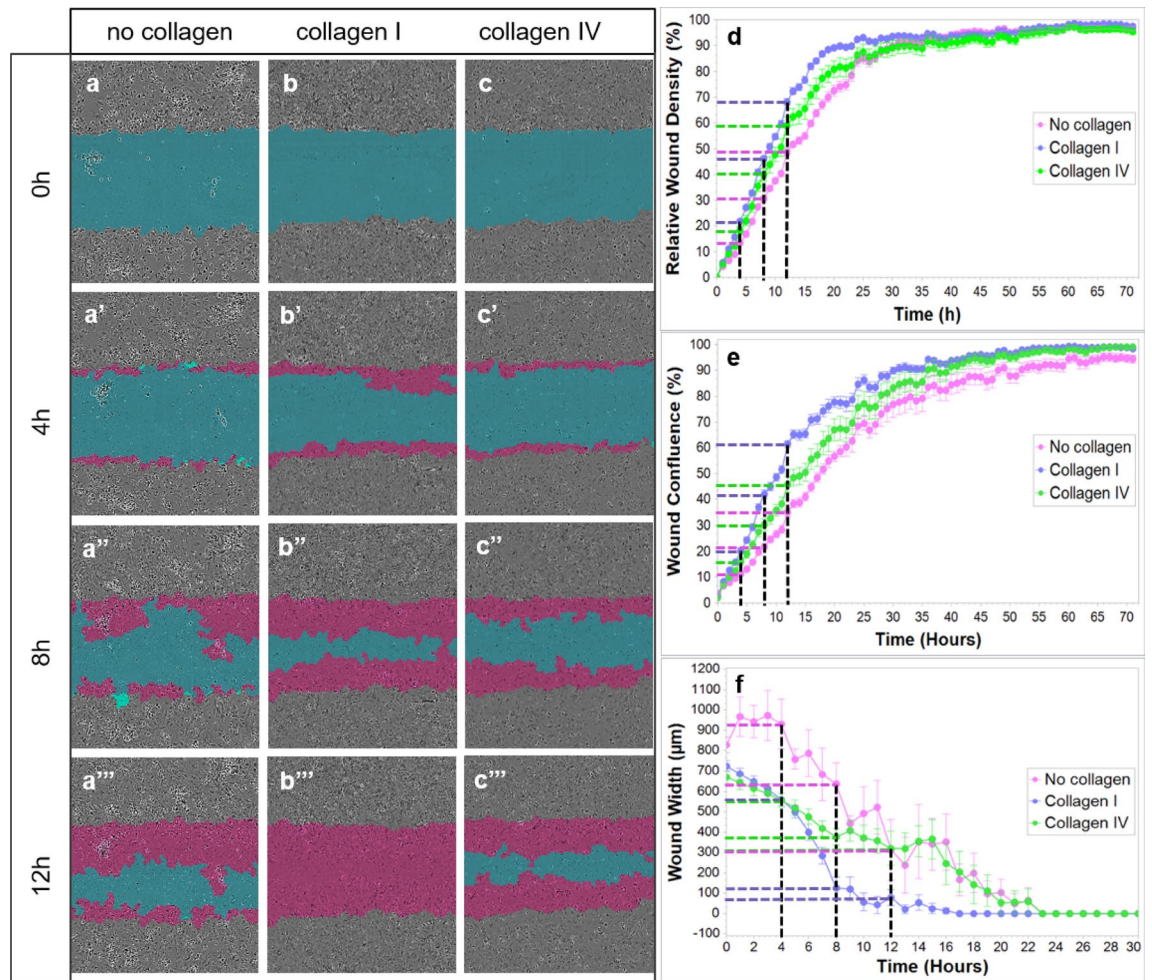 no collagen collagen I collagen IV
0h
a b c
4h
a’ b’ c’
8h
a’’ b’’ c’’
12h
a’’’ b’’’ c’’’
d
Relative Wound Density (%)
100
90
80
70
60
50
40
30
20
10
0
0 5 10 15 20 25 30 35 40 45 50 55 60 65 70
Time (h)
No collagen
Collagen I
Collagen IV
e
Wound Confluence (%)
100
90
80
70
60
50
40
30
20
10
0
0 5 10 15 20 25 30 35 40 45 50 55 60 65 70
Time (Hours)
No collagen
Collagen I
Collagen IV
f
Wound Width (µm)
1200
1100
1000
900
800
700
600
500
400
300
200
100
0
-100
0 2 4 6 8 10 12 14 16 18 20 22 24 26 28 30
Time (Hours)
No collagen
Collagen I
Collagen IV